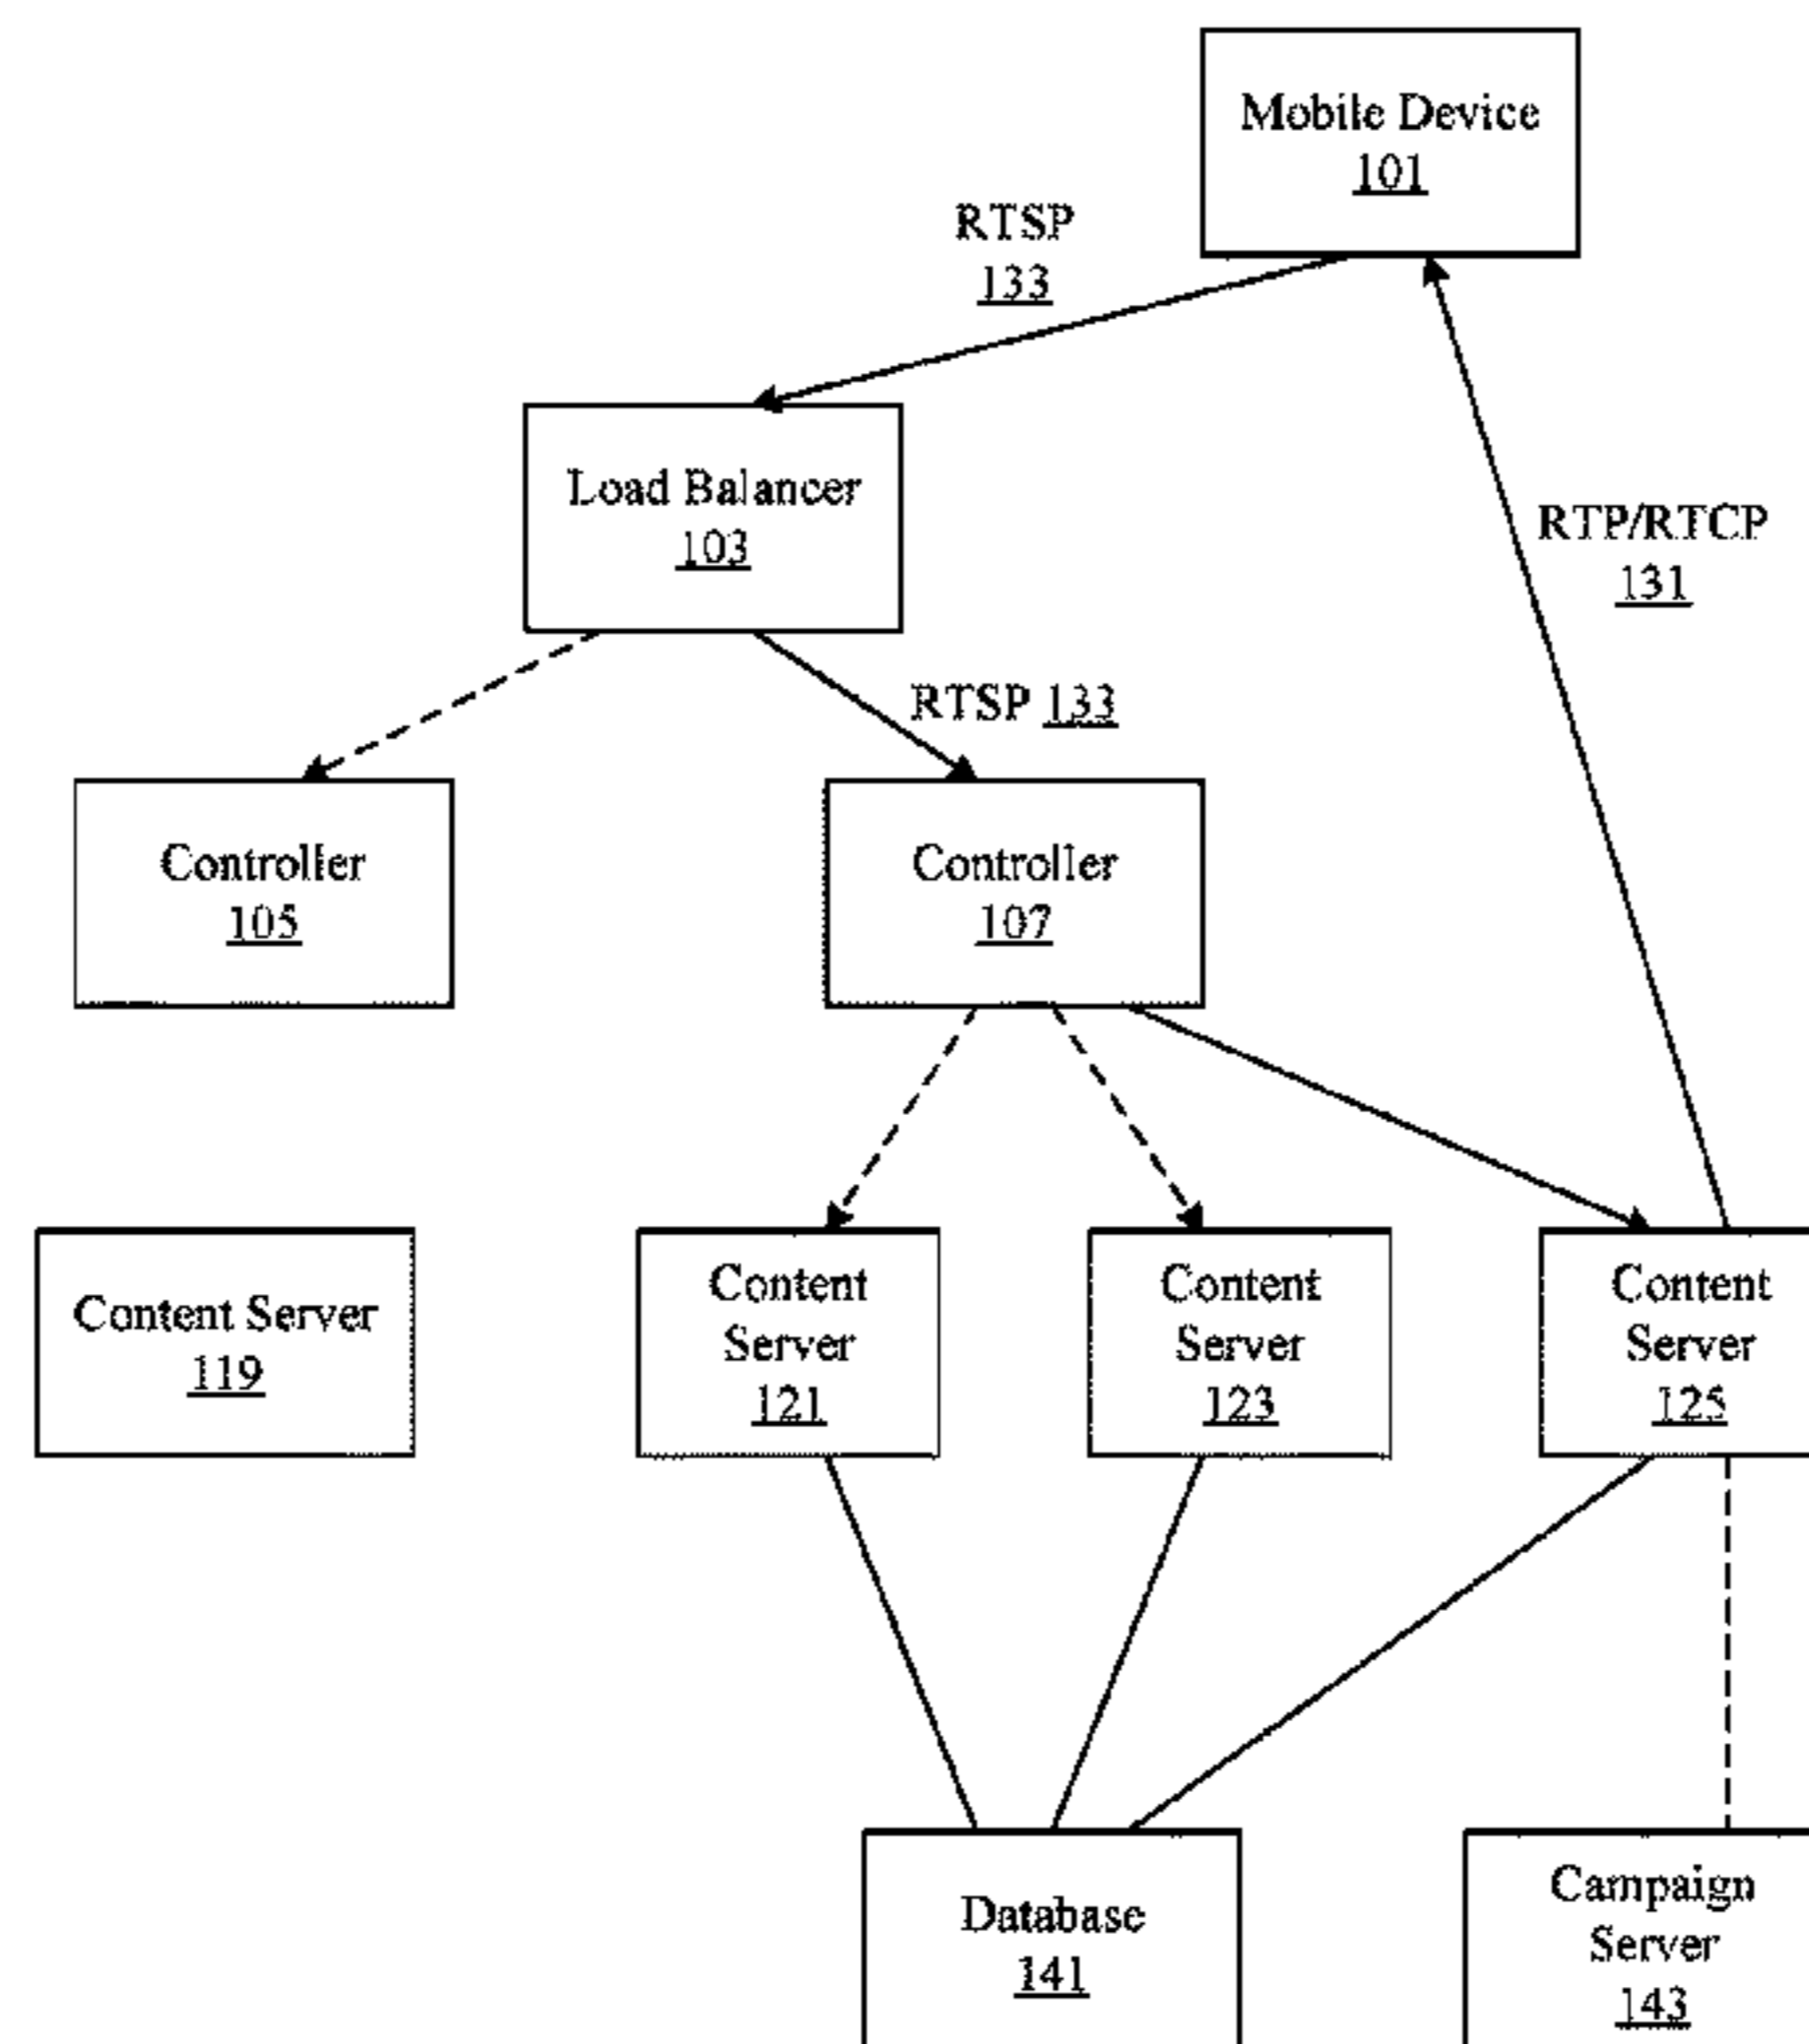 Mobile Device
101
RTSP
133
Load Balancer
103
RTP/RTCP
131
RTSP 133
Controller
105
Controller
107
Content Server
119
Content
Server
121
Content
Server
123
Content
Server
125
Database
141
Campaign
Server
143